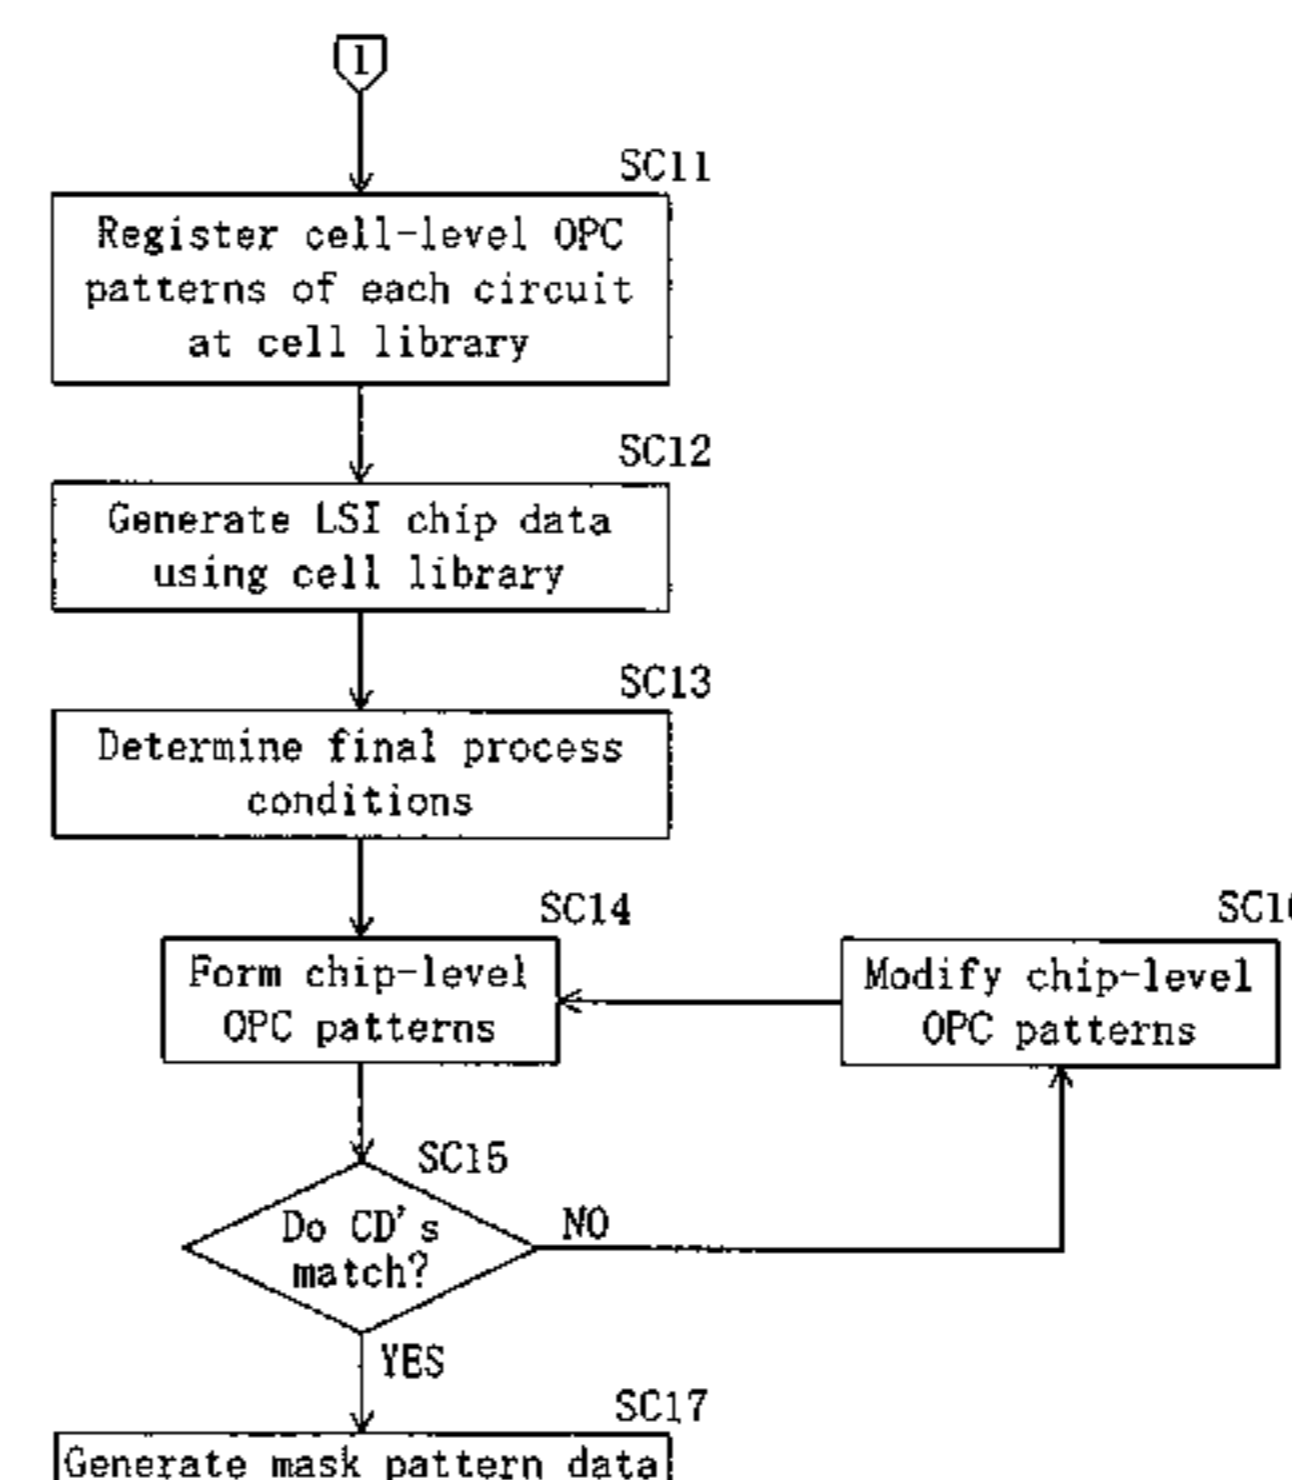 1
SC11
Register cell-level OPC
patterns of each circuit
at cell library
SC12
Generate LSI chip data
using cell library
SC13
Determine final process
conditions
SC14
Form chip-level
OPC patterns
Modify chip-level
OPC patterns
SC15
Do CD's
match?
NO
YES
SC17
Generate mask pattern data